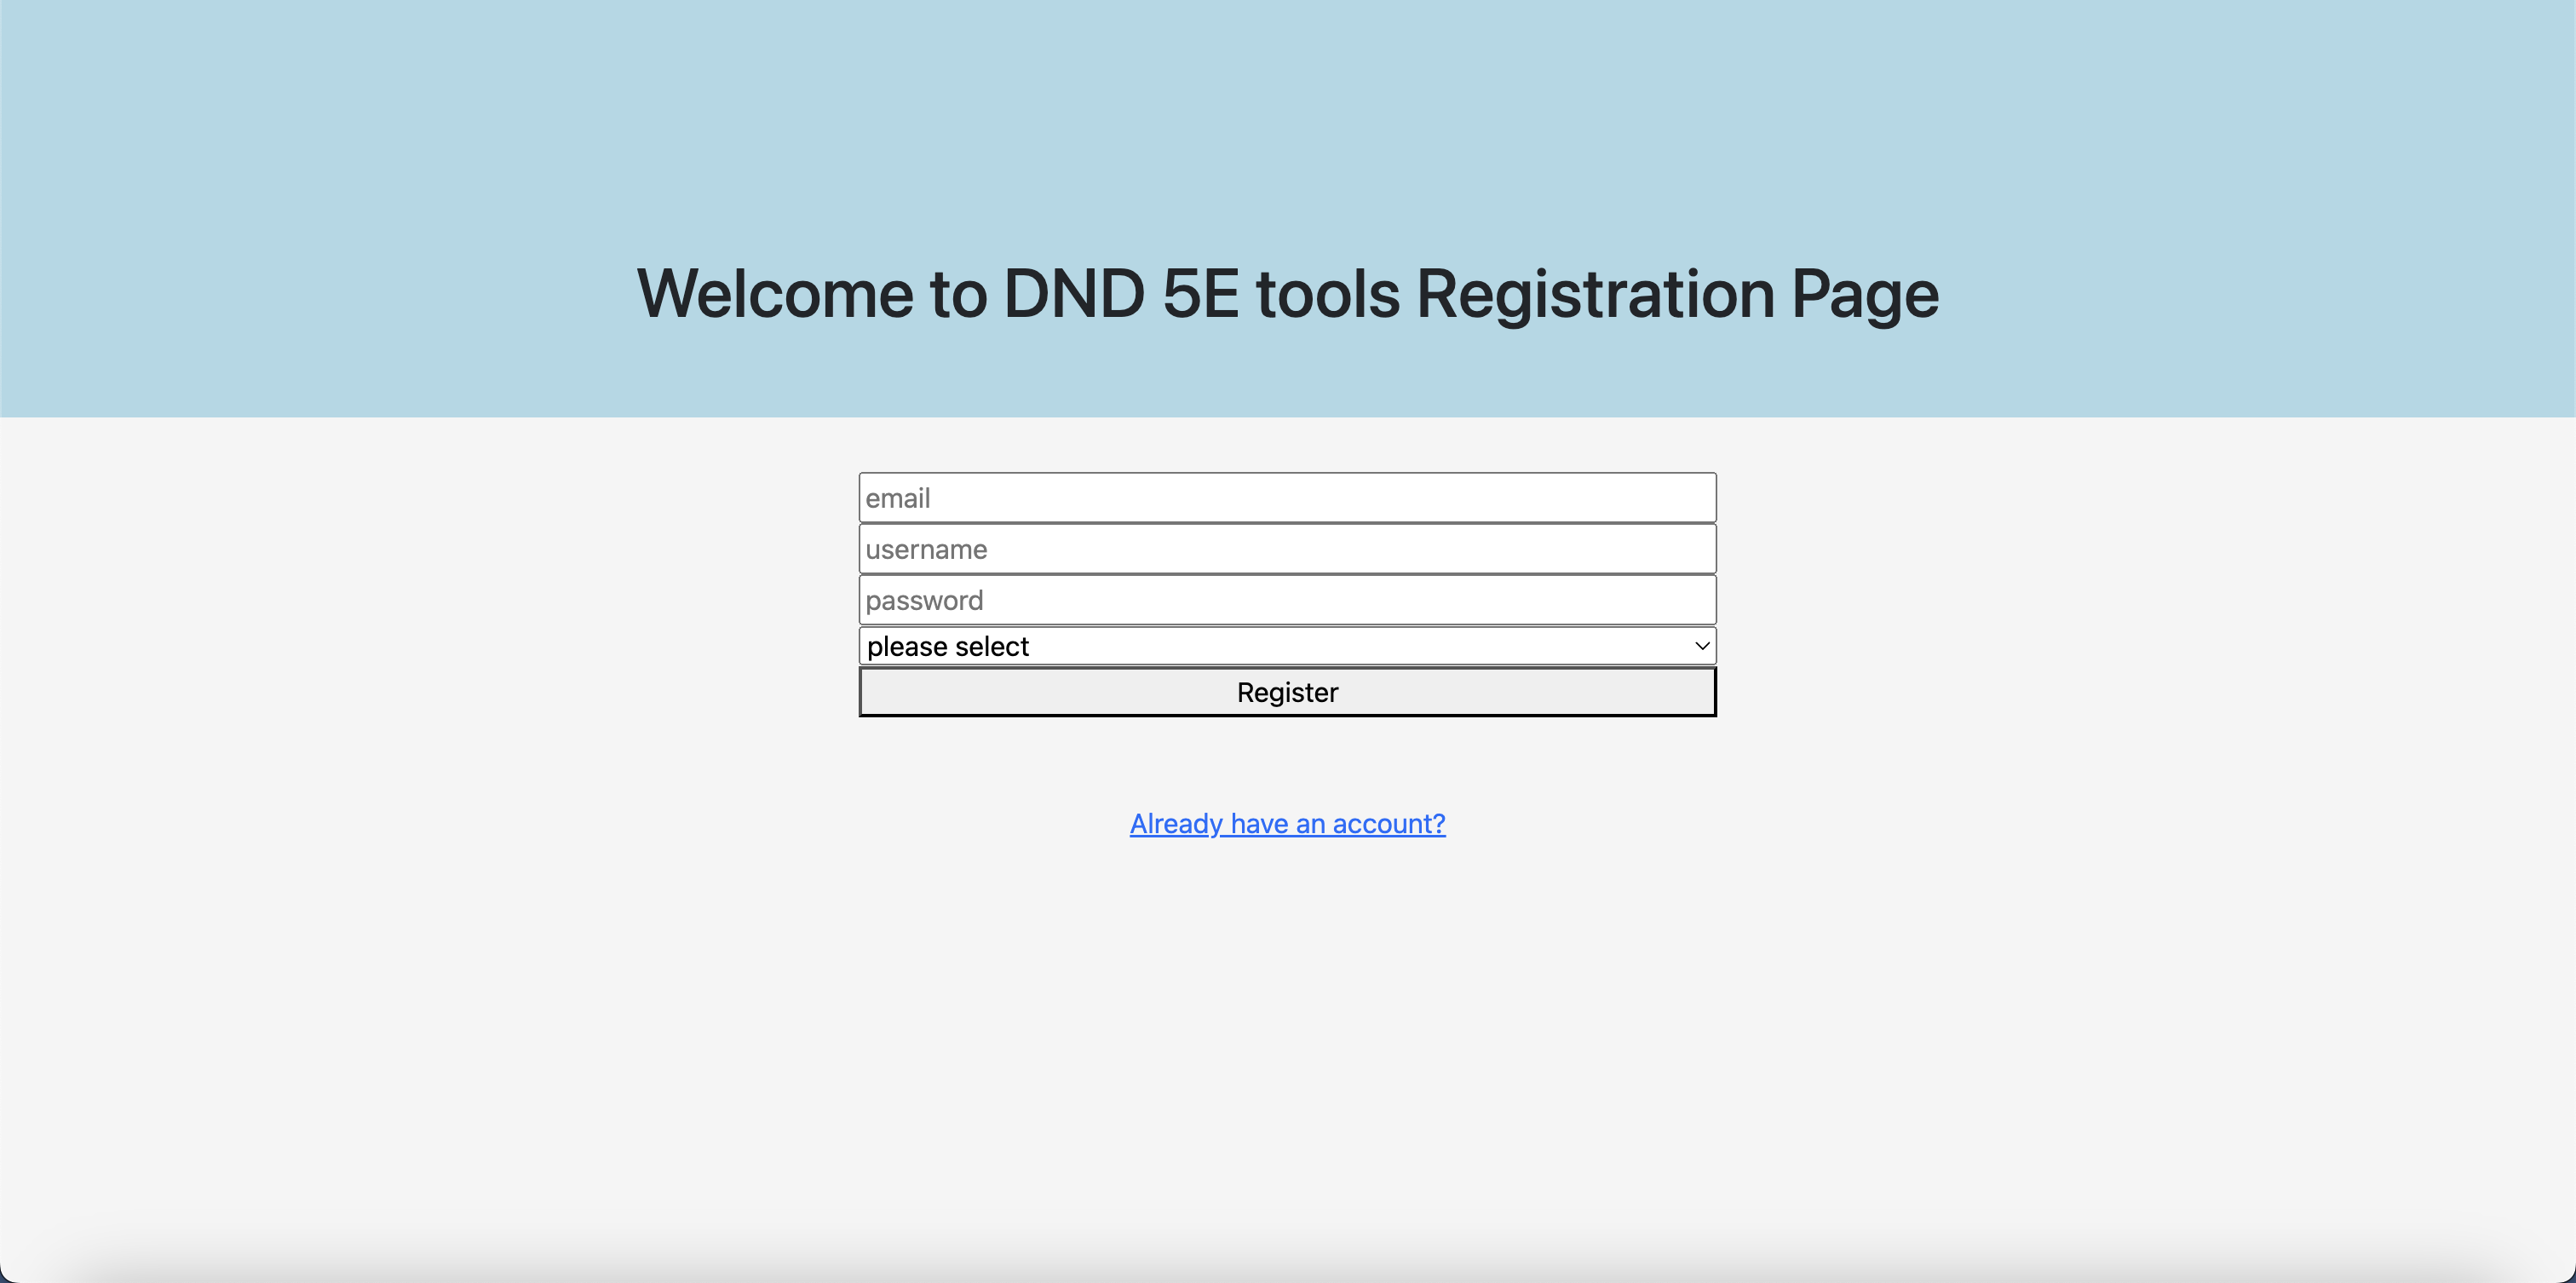 Welcome to DND 5E tools Registration Page
email
username
password
please select
Register
Already have an account?